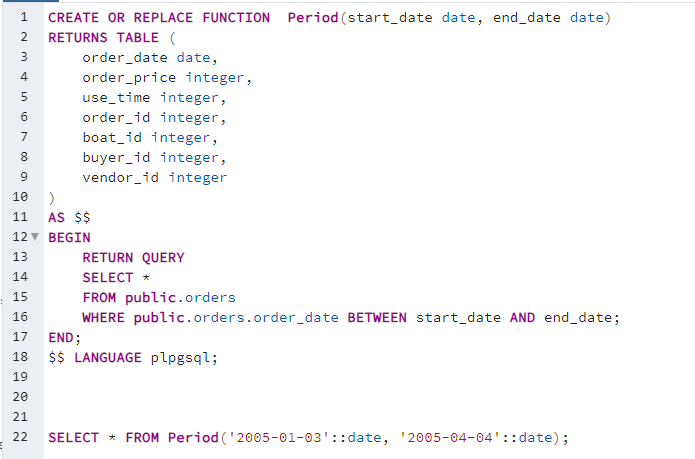 1 CREATE OR REPLACE FUNCTION  Period(start_date date, end_date date)
2 RETURNS TABLE (
3     order_date date,
4     order_price integer,
5     use_time integer,
6     order_id integer,
7     boat_id integer,
8     buyer_id integer,
9     vendor_id integer
10 )
11 AS $$
12 BEGIN
13     RETURN QUERY
14     SELECT *
15     FROM public.orders
16     WHERE public.orders.order_date BETWEEN start_date AND end_date;
17 END;
18 $$ LANGUAGE plpgsql;
19
20
21
22 SELECT * FROM Period('2005-01-03'::date, '2005-04-04'::date);